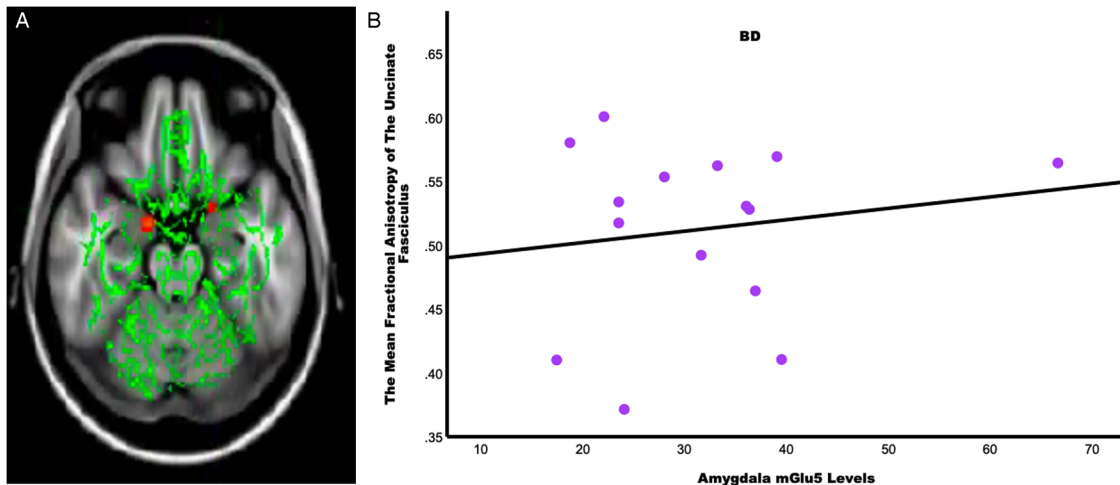 A
B
BD
The Mean Fractional Anisotropy of The Uncinate
Fasciculus
.65
.60
.55
.50
.45
.40
.35
10 20 30 40 50 60 70
Amygdala mGlu5 Levels